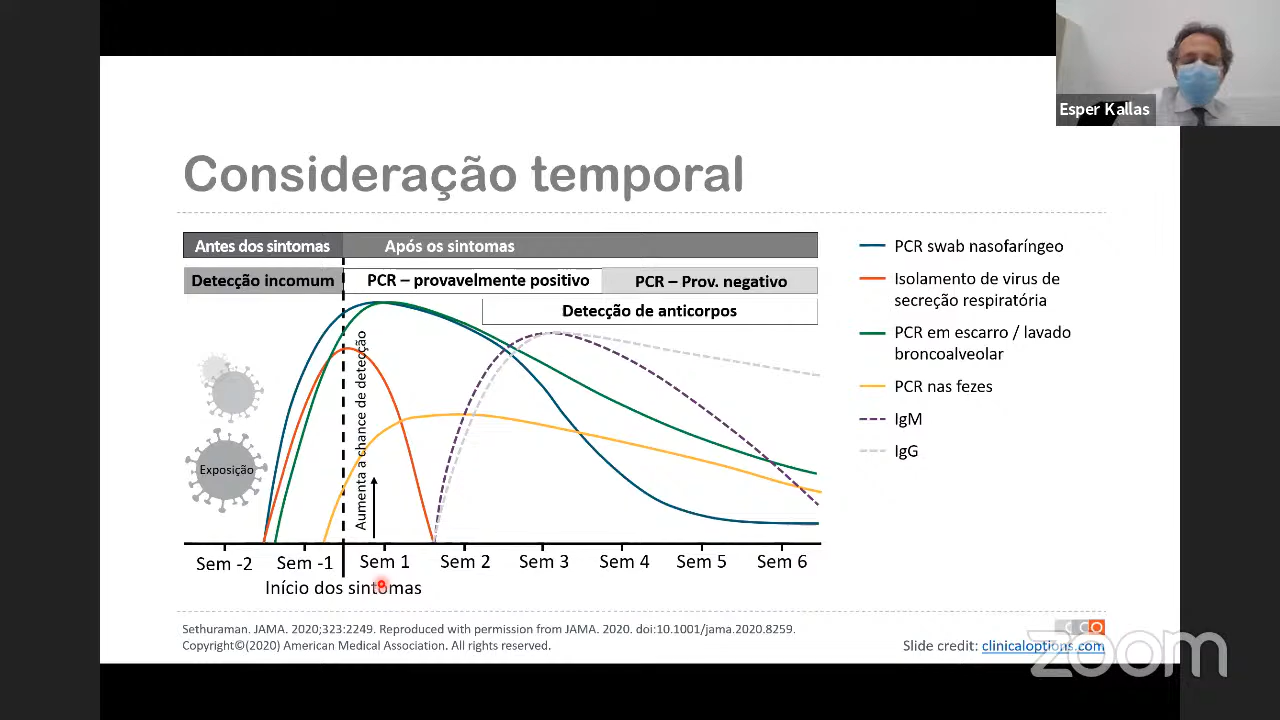 Esper Kallas
Consideração temporal
Antes dos sintomas
Após os sintomas
Detecção incomum
PCR – provavelmente positivo
PCR – Prov. negativo
Detecção de anticorpos
Exposição
Aumenta a chance de detecção
PCR swab nasofaríngeo
Isolamento de virus de
secreção respiratória
PCR em escarro / lavado
broncoalveolar
PCR nas fezes
IgM
IgG
Sem -2
Sem -1
Sem 1
Sem 2
Sem 3
Sem 4
Sem 5
Sem 6
Início dos sintomas
Sethuraman. JAMA. 2020;323:2249. Reproduced with permission from JAMA. 2020. doi:10.1001/jama.2020.8259.
Copyright©(2020) American Medical Association. All rights reserved.
CCO
Slide credit: clinicaloptions.com
zoom